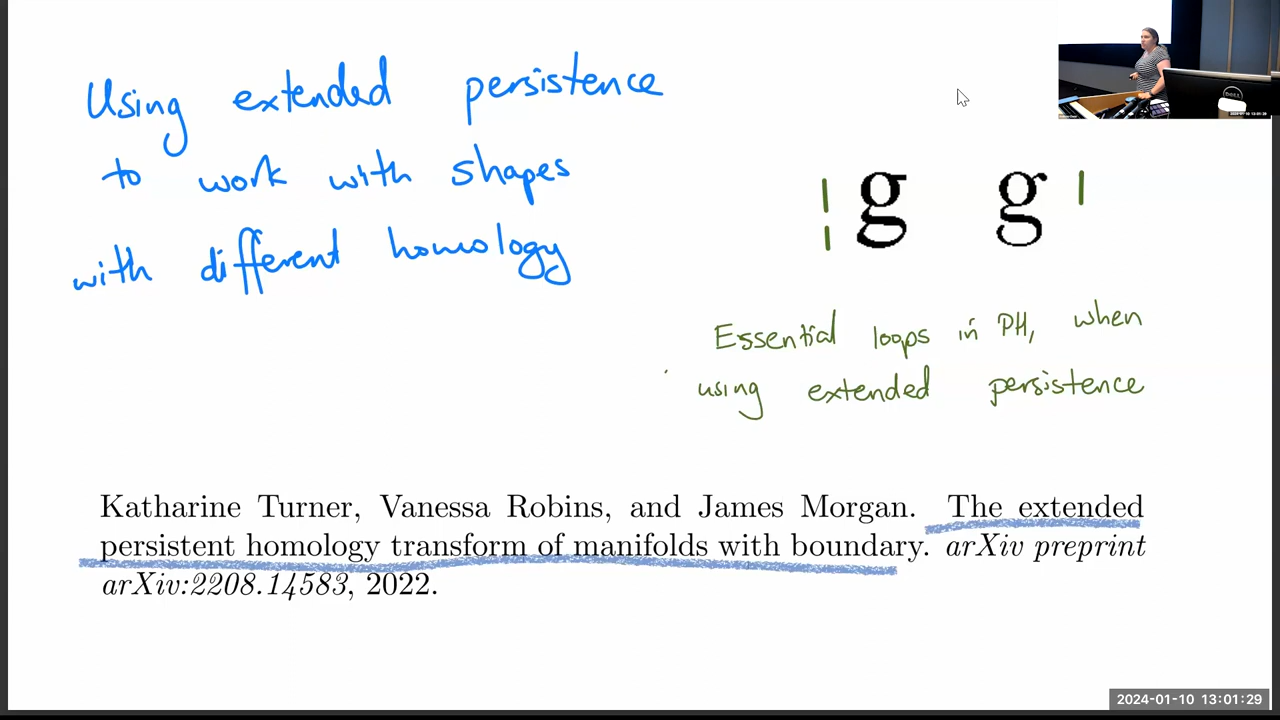 Using extended persistence
to work with shapes
with different homology
g g
Essential loops in PH, when
using extended persistence
Katharine Turner, Vanessa Robins, and James Morgan. The extended
persistent homology transform of manifolds with boundary. arXiv preprint
arXiv:2208.14583, 2022.
DELL
2024-01-10 13:01:29